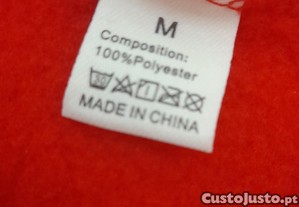 M
Composition:
100%Polyester
MADE IN CHINA
CustoJusto.pt